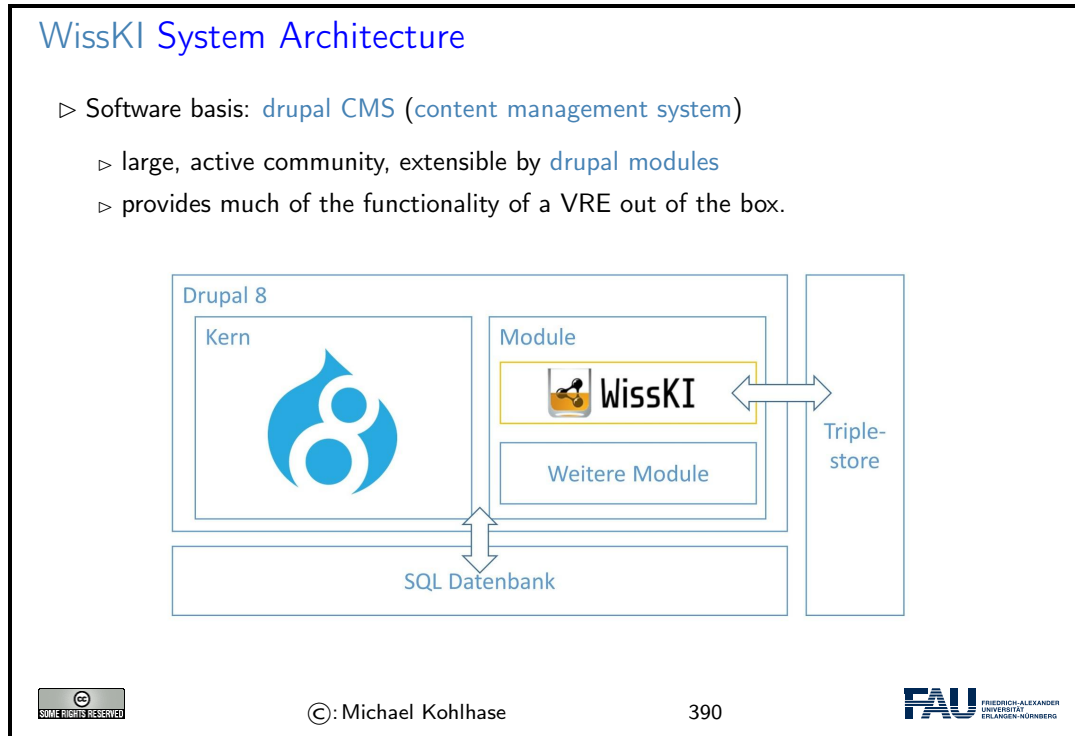 WissKI System Architecture
▷ Software basis: drupal CMS (content management system)
▷ large, active community, extensible by drupal modules
▷ provides much of the functionality of a VRE out of the box.
Drupal 8
Kern
Module
WissKI
Weitere Module
Triple-
store
SQL Datenbank
cc
SOME RIGHTS RESERVED
©: Michael Kohlhase
390
FAU
FRIEDRICH-ALEXANDER
UNIVERSITÄT
ERLANGEN-NÜRNBERG